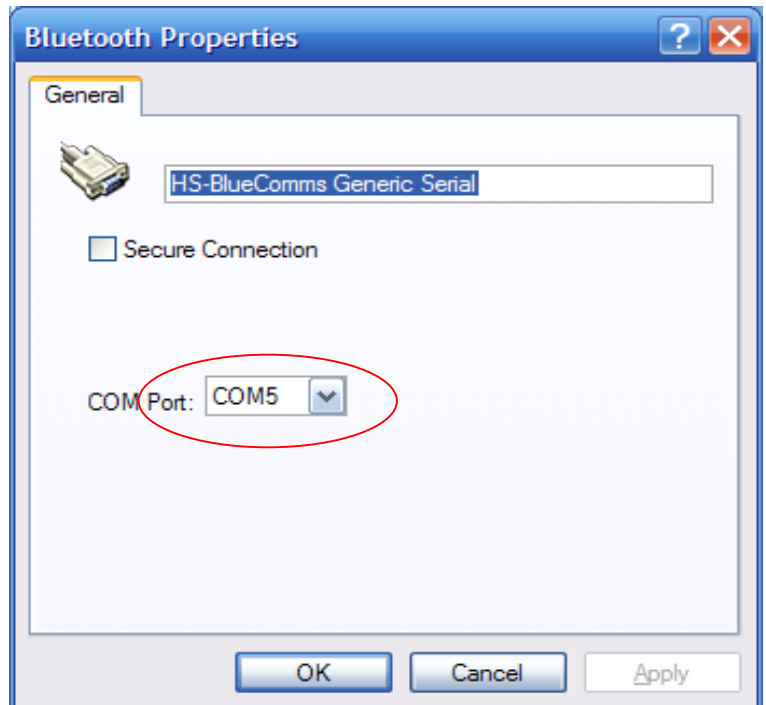 Bluetooth Properties
General
HS-BlueComms Generic Serial
Secure Connection
COM Port: COM5
OK Cancel Apply